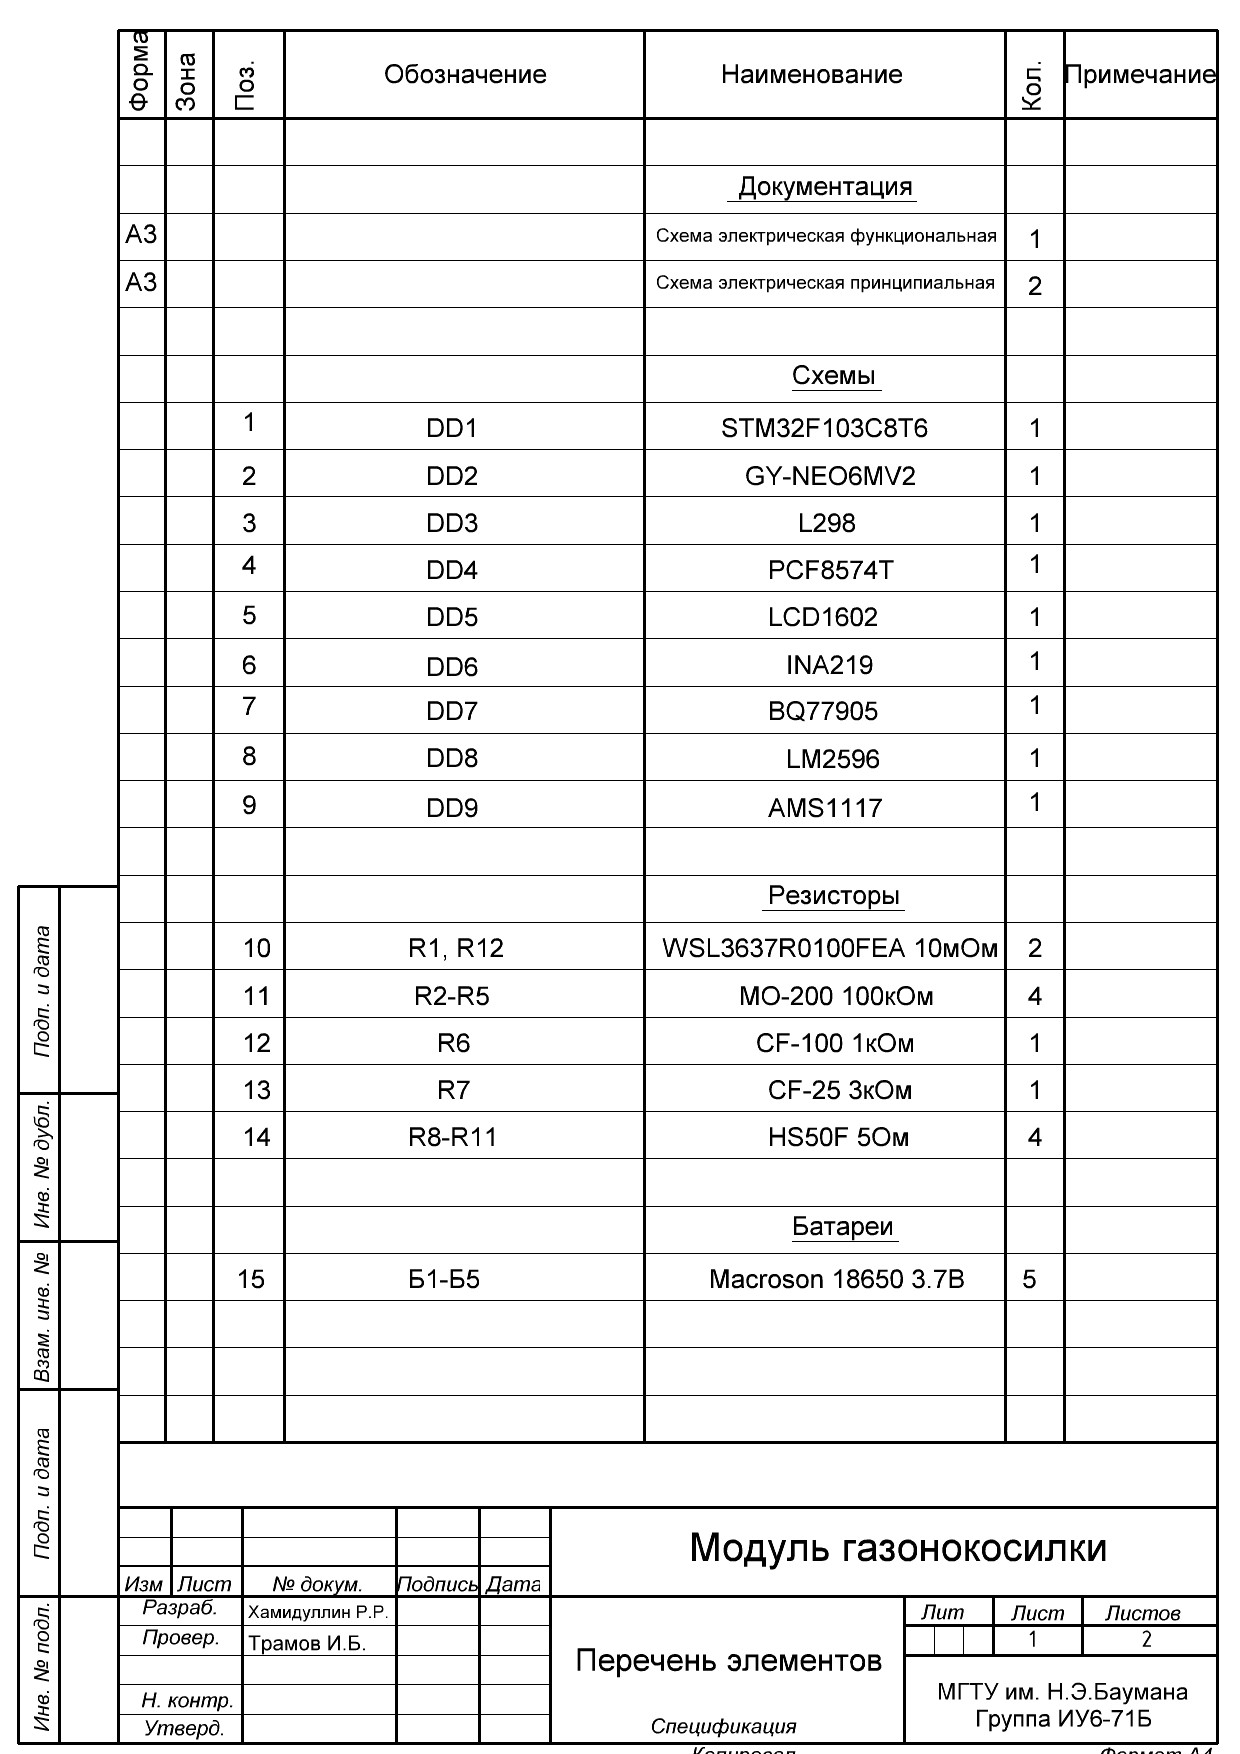 Форма Зона Поз. Обозначение Наименование Кол. Примечание
Документация
А3 Схема электрическая функциональная 1
А3 Схема электрическая принципиальная 2
Схемы
1 DD1 STM32F103C8T6 1
2 DD2 GY-NEO6MV2 1
3 DD3 L298 1
4 DD4 PCF8574T 1
5 DD5 LCD1602 1
6 DD6 INA219 1
7 DD7 BQ77905 1
8 DD8 LM2596 1
9 DD9 AMS1117 1
Резисторы
10 R1, R12 WSL3637R0100FEA 10мОм 2
11 R2-R5 MO-200 100кОм 4
12 R6 CF-100 1кОм 1
13 R7 CF-25 3кОм 1
14 R8-R11 HS50F 5Ом 4
Батареи
15 Б1-Б5 Macroson 18650 3.7В 5
Подп. и дата
Инв. № дубл.
Взам. инв. №
Подп. и дата
Инв. № подл.
Модуль газонокосилки
Изм Лист № докум. Подпись Дата
Разраб. Хамидуллин Р.Р.
Провер. Трамов И.Б.
Н. контр.
Утверд.
Перечень элементов
Спецификация
Лит Лист Листов
1 2
МГТУ им. Н.Э.Баумана
Группа ИУ6-71Б
Копировал Формат А4